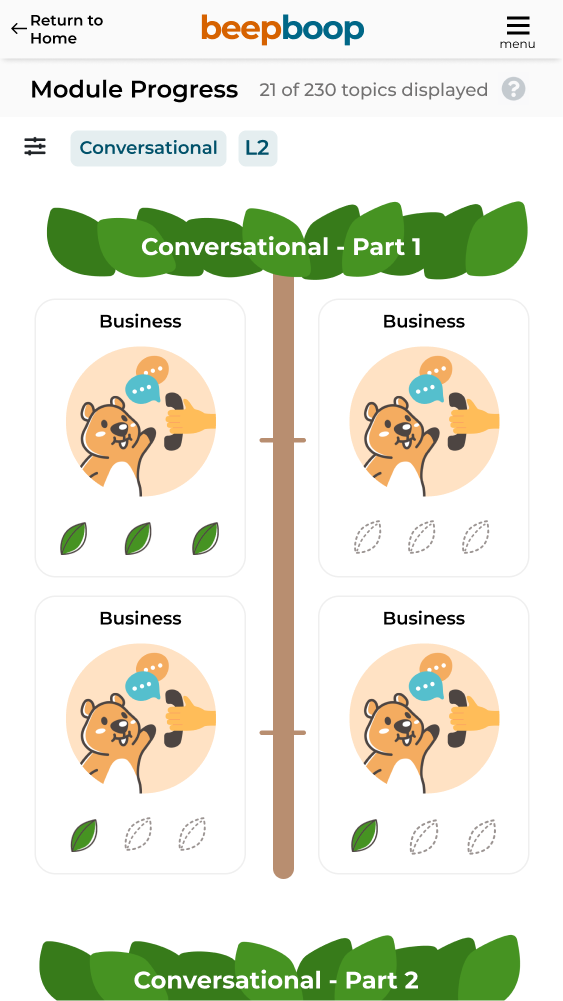 Return to
Home
beepboop
menu
Module Progress
21 of 230 topics displayed
?
Conversational
L2
Conversational - Part 1
Business
Business
Business
Business
Conversational - Part 2